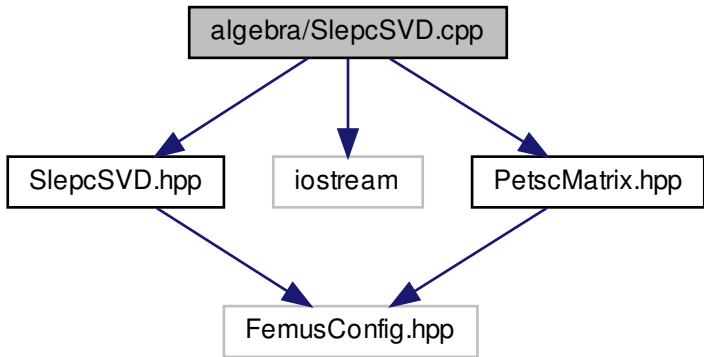 algebra/SlepcSVD.cpp
SlepcSVD.hpp
iostream
PetscMatrix.hpp
FemusConfig.hpp